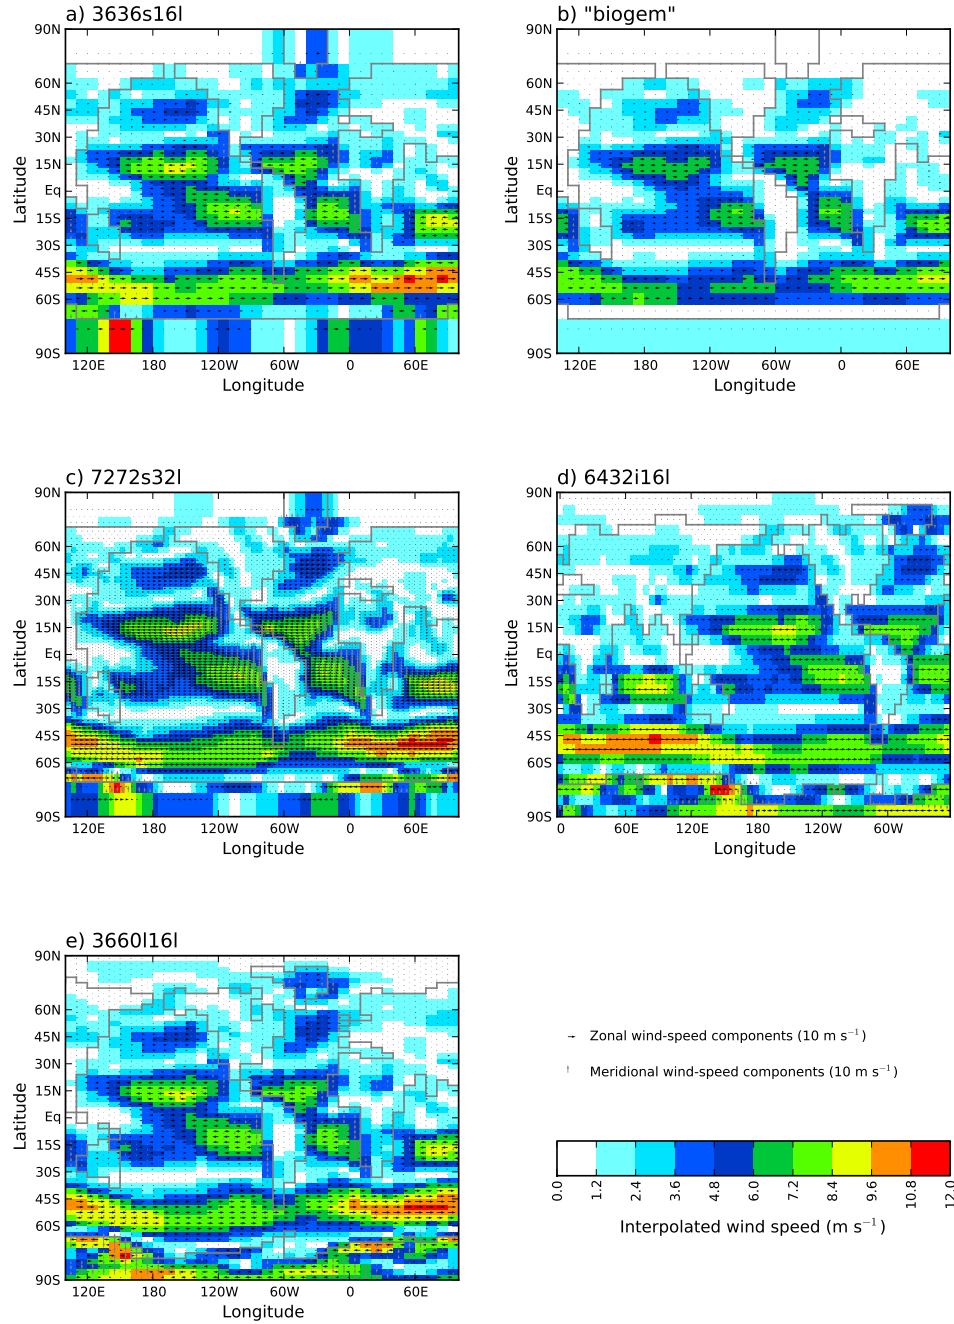 a) 3636s16l
90N
60N
45N
30N
15N
Eq
15S
30S
45S
60S
90S
Latitude
120E 180 120W 60W 0 60E
Longitude
b) "biogem"
90N
60N
45N
30N
15N
Eq
15S
30S
45S
60S
90S
Latitude
120E 180 120W 60W 0 60E
Longitude
c) 7272s32l
90N
60N
45N
30N
15N
Eq
15S
30S
45S
60S
90S
Latitude
120E 180 120W 60W 0 60E
Longitude
d) 6432i16l
90N
60N
45N
30N
15N
Eq
15S
30S
45S
60S
90S
Latitude
0 60E 120E 180 120W 60W
Longitude
e) 3660l16l
90N
60N
45N
30N
15N
Eq
15S
30S
45S
60S
90S
Latitude
120E 180 120W 60W 0 60E
Longitude
Zonal wind-speed components (10 m s⁻¹)
Meridional wind-speed components (10 m s⁻¹)
0.0 1.2 2.4 3.6 4.8 6.0 7.2 8.4 9.6 10.8 12.0
Interpolated wind speed (m s⁻¹)